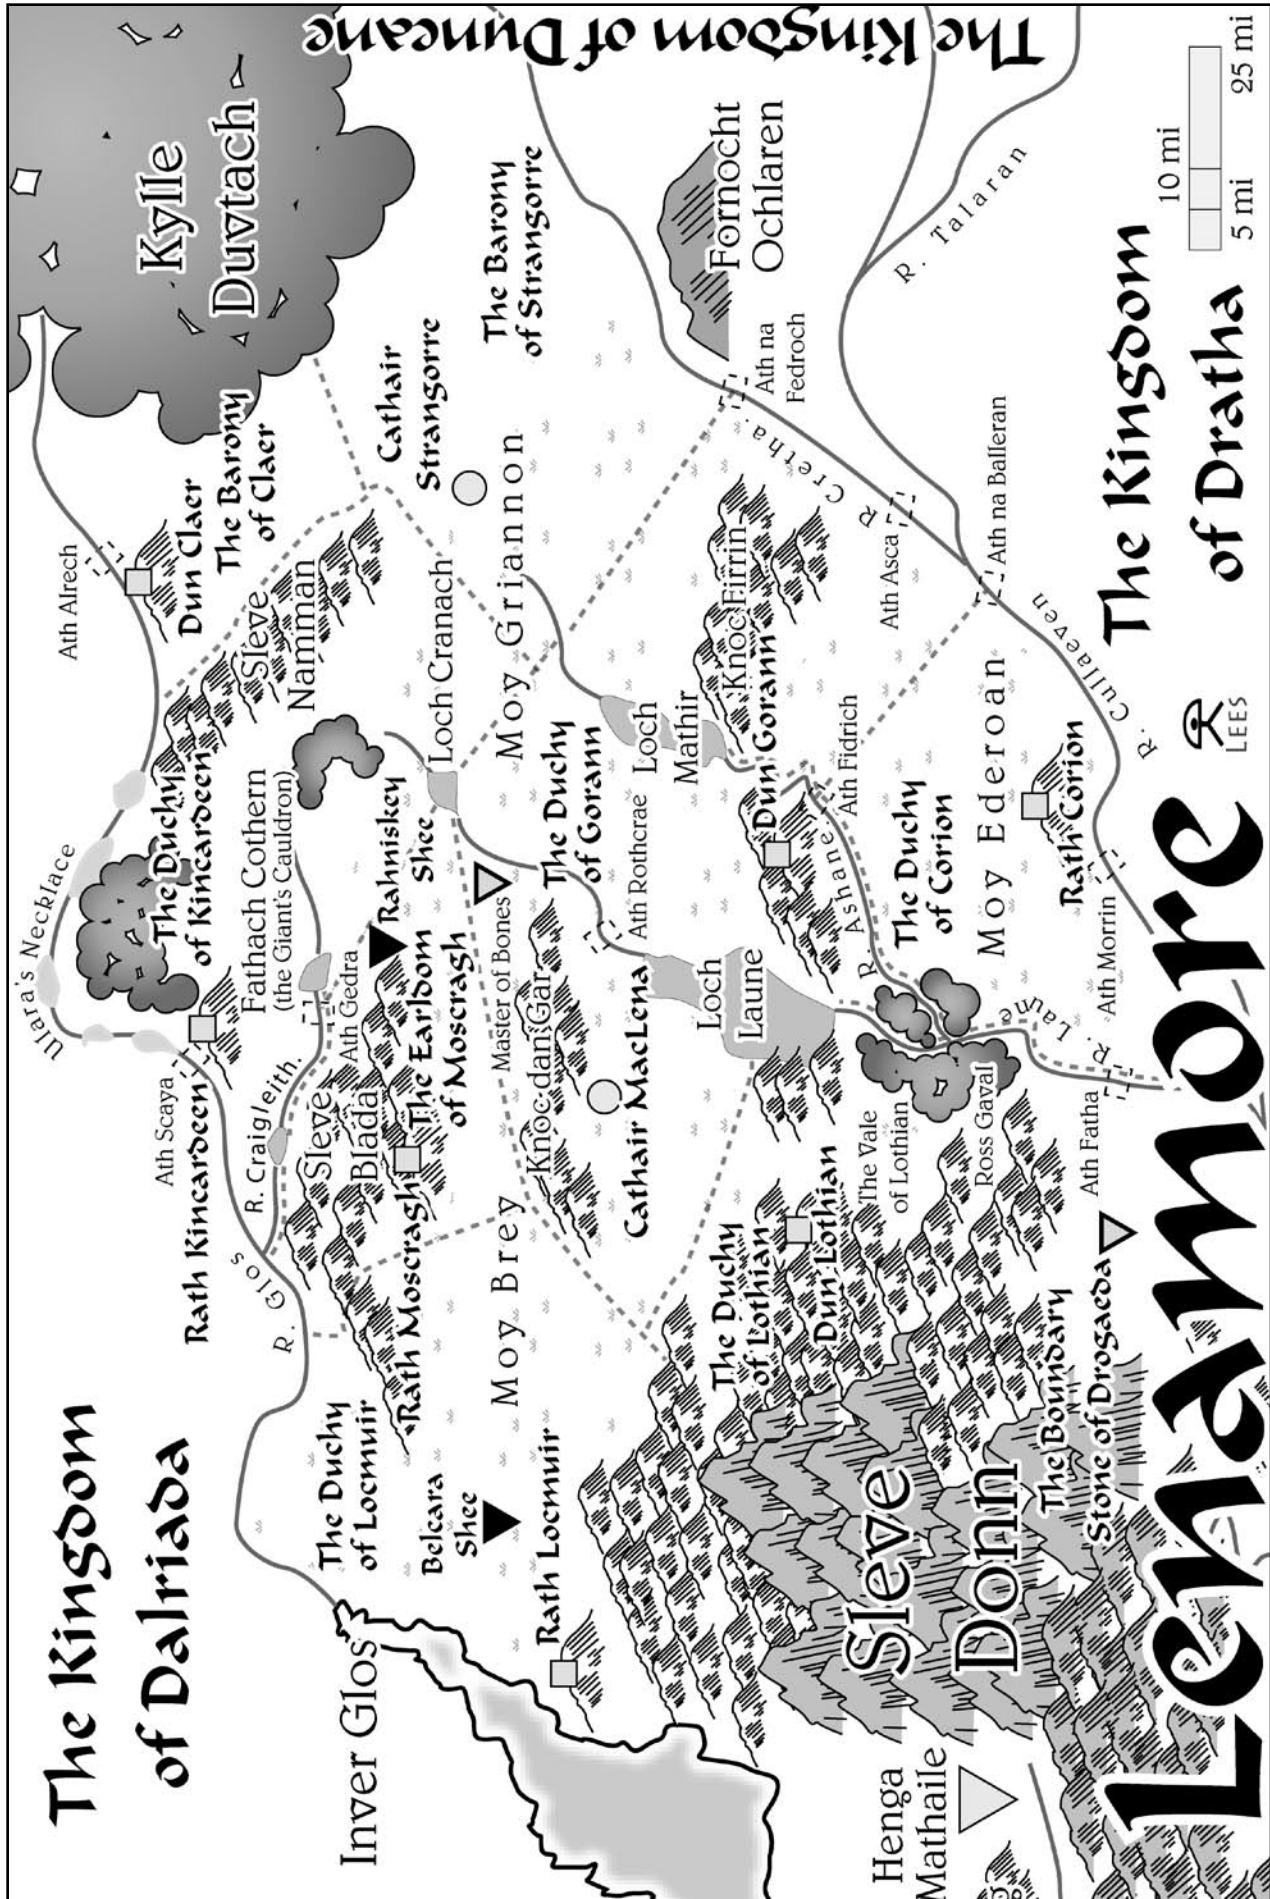 The Kingdom
of Dalriada
Ullara's Necklace
Kylle
Duvtach
Ath Alrech
Ath Scaya
Rath Kincardeen
The Duchy
of Kincardeen
Dun Claer
The Barony
of Claer
R. Glos
R. Craigleith
Fathach Cothern
(the Giant's Cauldron)
Sleve
Namman
The Kingdom of Duncane
Inver Glos
The Duchy
of Locmuir
Sleve
Bladal
Ath Gedra
Rahniskey
Shee
Cathair
Strangorre
Rath Moscragh
The Earldom
of Moscragh
Belcara
Shee
Loch Cranach
The Barony
of Strangorre
Moy Brey
Master of Bones
Moy Griannon
Rath Locmuir
Knoc dani Gar
The Duchy
of Gorann
Cathair MacLena
Ath Rothcrae
Loch
Mathir
Loch
Laune
Fornocht
Ochlaren
The Duchy
of Lothian
Dun Lothian
Dun Gorann
Knoc Firrin
Ath na
Fedroch
R. Cretha
The Vale
of Lothian
R. Ashane
Ath Fidrich
Ath Asca
Sleve
Donn
Henga
Mathaile
The Duchy
of Corion
R. Talaran
Ross Gaval
Moy Ederoan
Ath na Balleran
R. Laune
R. Cullaeven
The Boundary
Stone of Drogaeda
Ath Fatha
Ath Morrin
Rath Corion
The Kingdom
of Dratha
Lenamore
LEES
10 mi
5 mi
25 mi